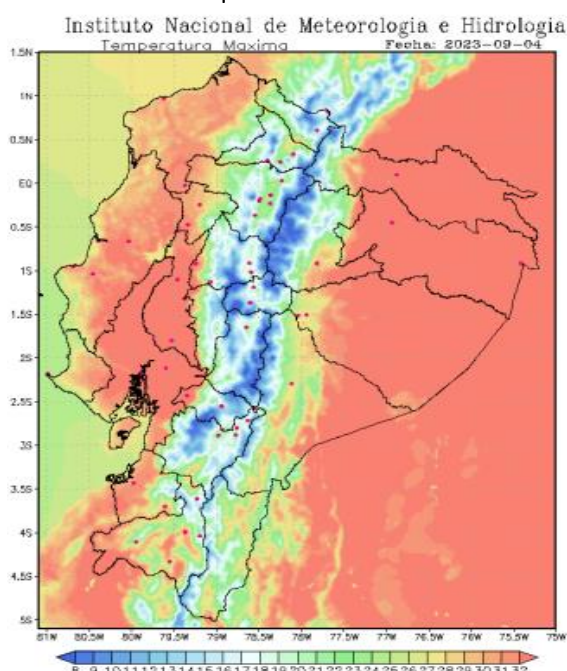 Instituto Nacional de Meteorologia e Hidrologia
Temperatura Maxima Fecha: 2023-09-04
1.5N
1N
0.5N
EQ
0.5S
1S
1.5S
2S
2.5S
3S
3.5S
4S
4.5S
5S
81W 80.5W 80W 79.5W 79W 78.5W 78W 77.5W 77W 76.5W 76W 75.5W 75W
8 9 10 11 12 13 14 15 16 17 18 19 20 21 22 23 24 25 26 27 28 29 30 31 32